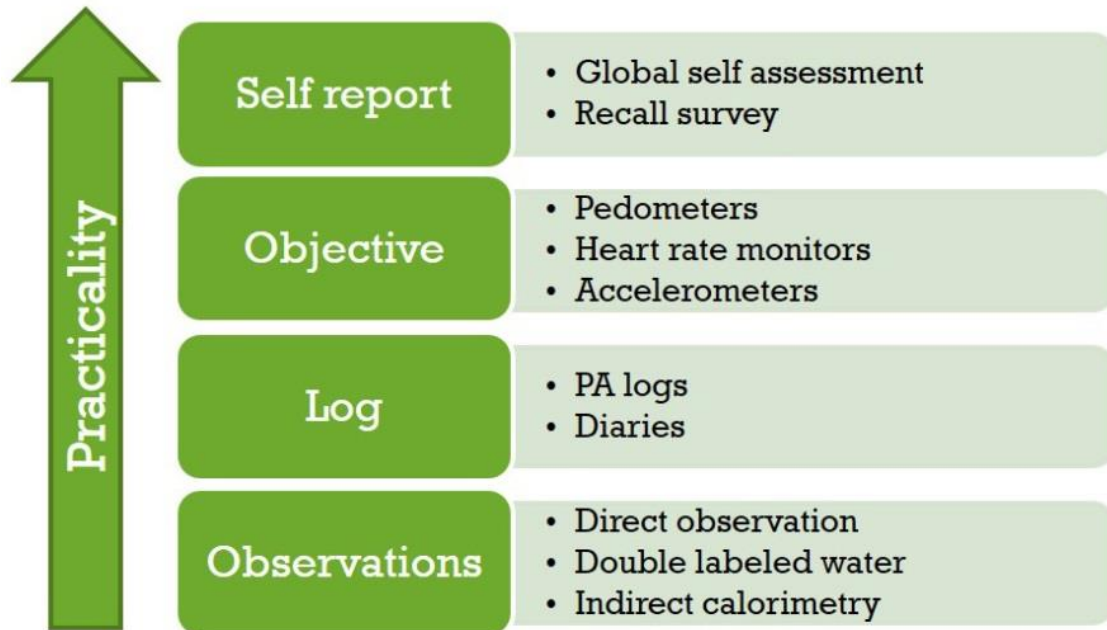 Practicality
Self report
• Global self assessment
• Recall survey
Objective
• Pedometers
• Heart rate monitors
• Accelerometers
Log
• PA logs
• Diaries
Observations
• Direct observation
• Double labeled water
• Indirect calorimetry